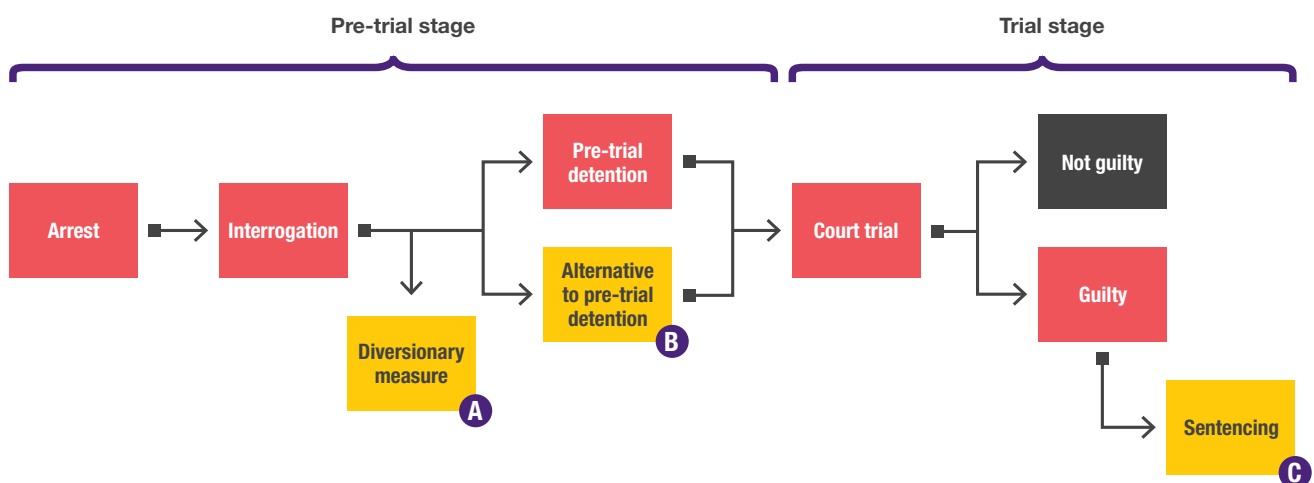 Pre-trial stage
Trial stage
Arrest
Interrogation
Diversionary
measure
A
Pre-trial
detention
Alternative
to pre-trial
detention
B
Court trial
Not guilty
Guilty
Sentencing
C